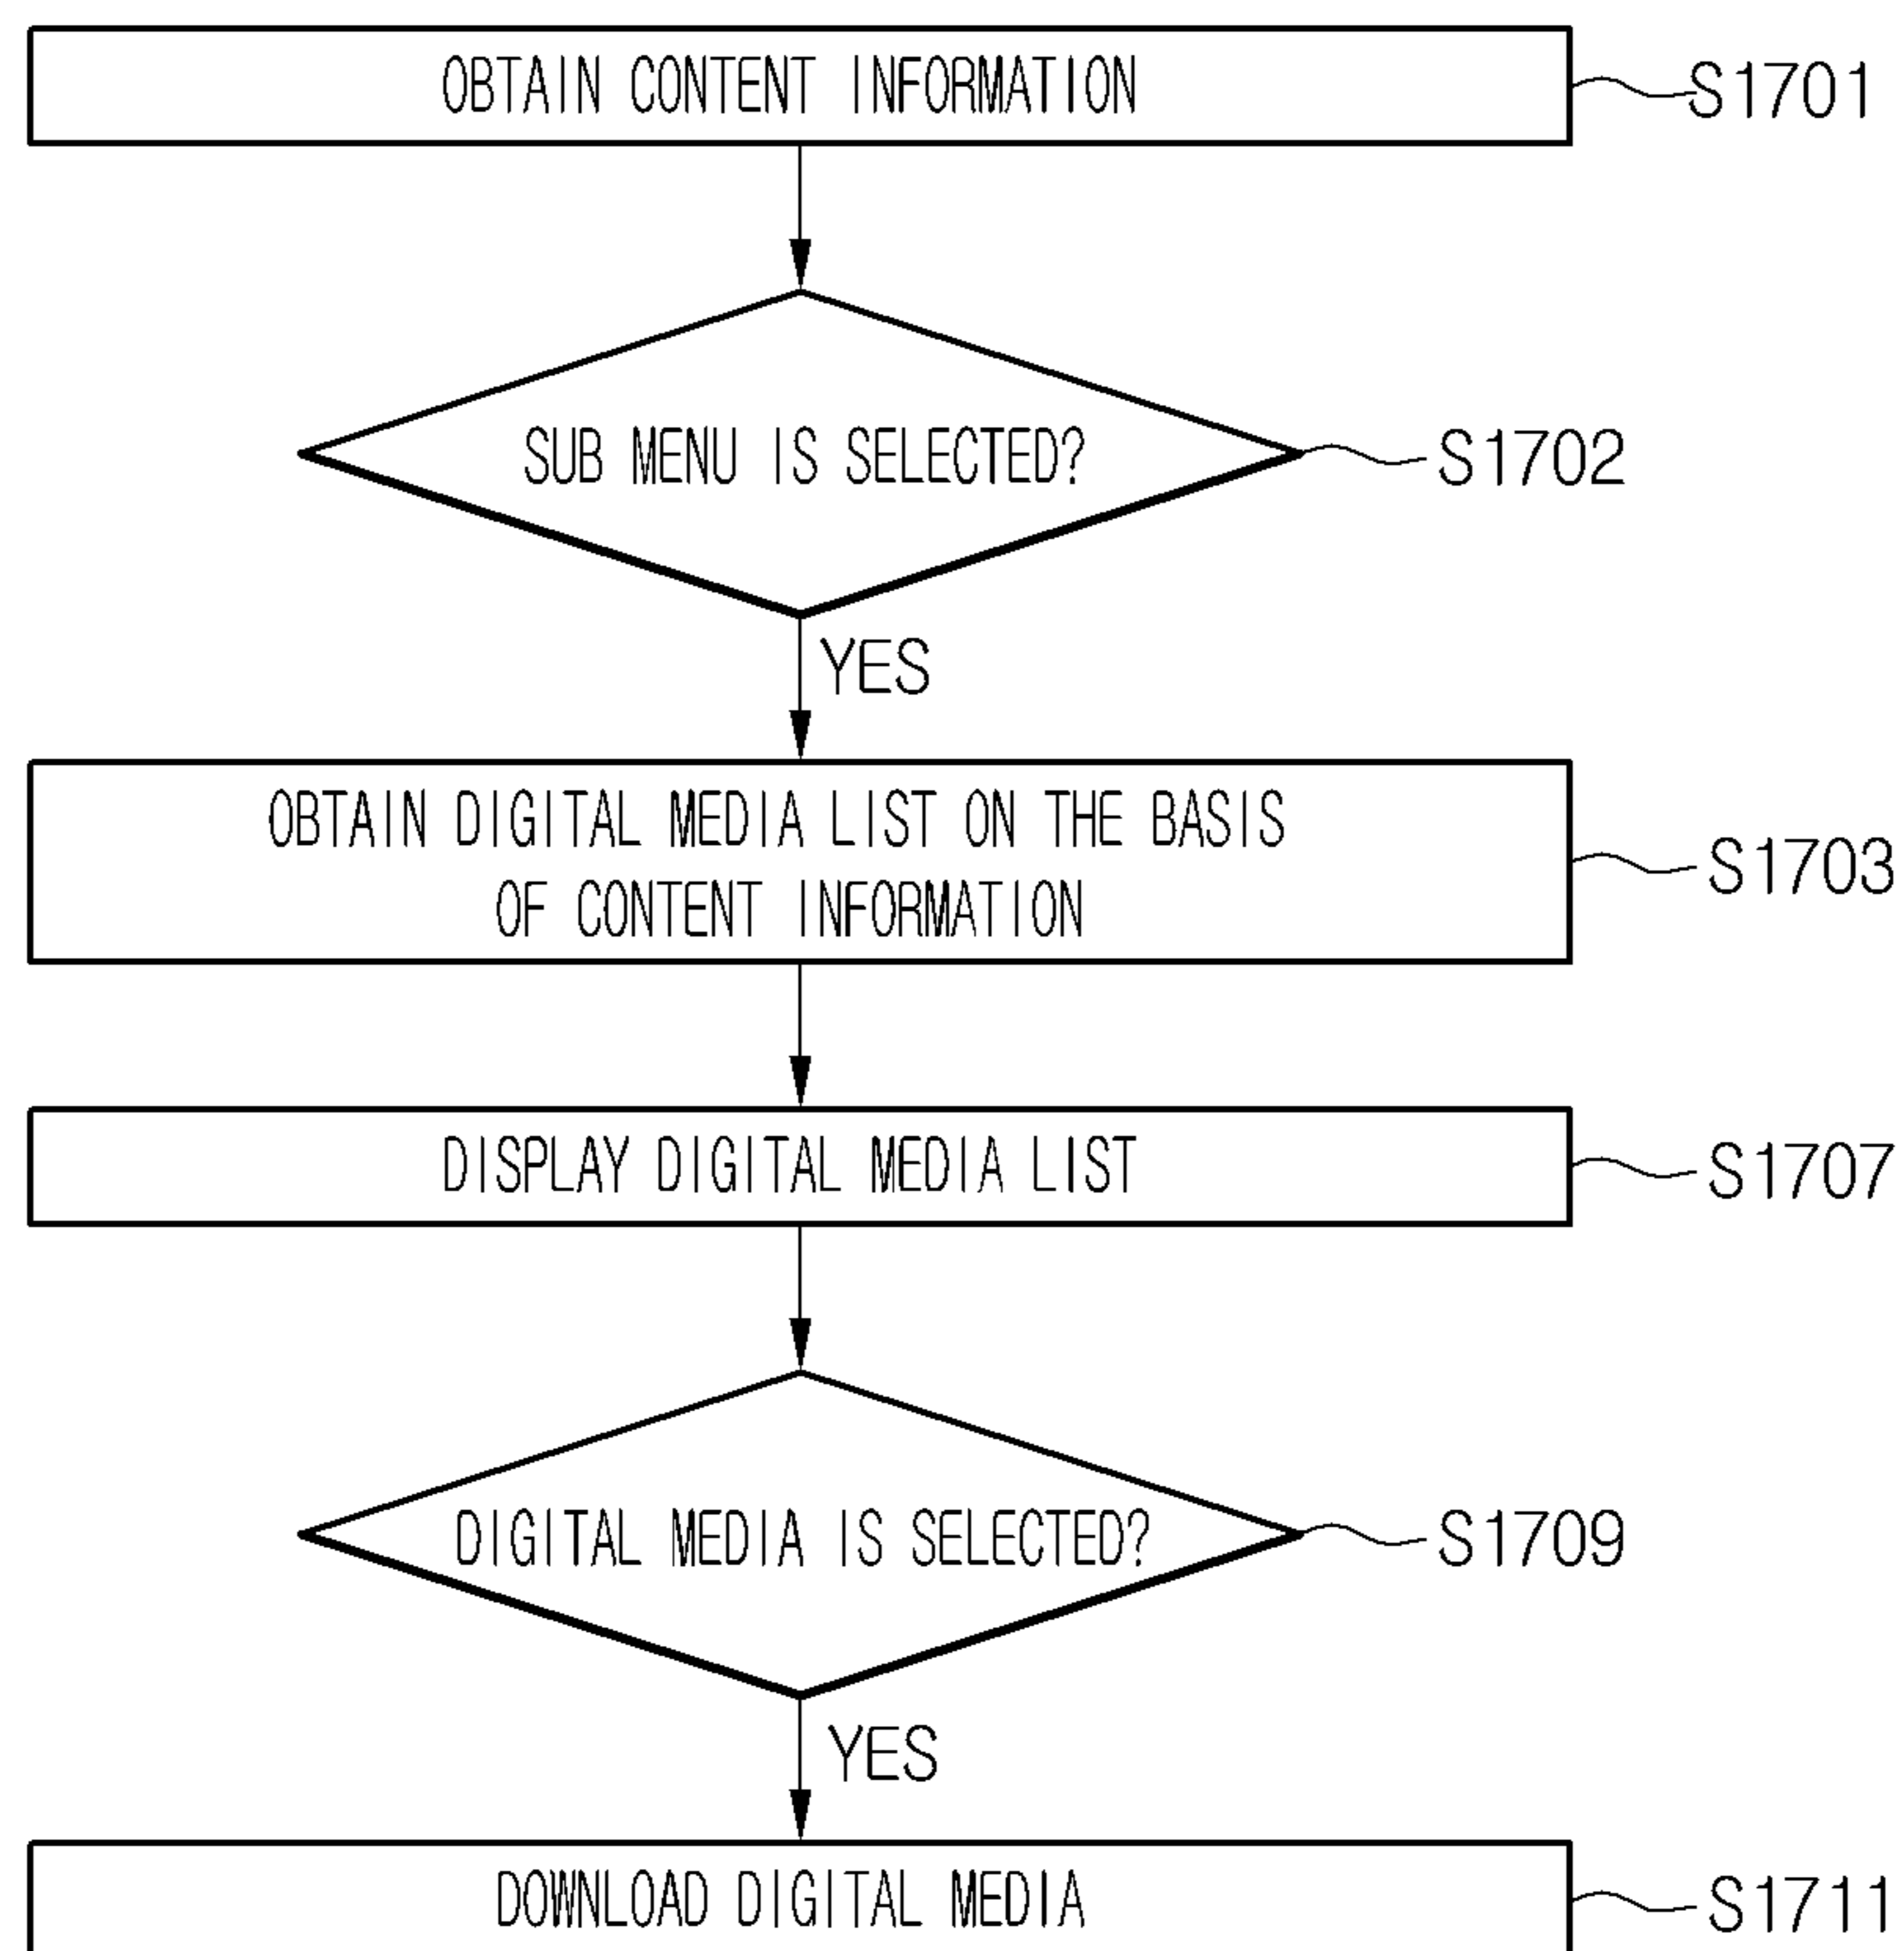 OBTAIN CONTENT INFORMATION
S1701
SUB MENU IS SELECTED?
S1702
YES
OBTAIN DIGITAL MEDIA LIST ON THE BASIS
OF CONTENT INFORMATION
S1703
DISPLAY DIGITAL MEDIA LIST
S1707
DIGITAL MEDIA IS SELECTED?
S1709
YES
DOWNLOAD DIGITAL MEDIA
S1711